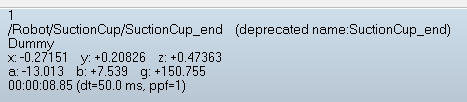 1
/Robot/SuctionCup/SuctionCup_end (deprecated name:SuctionCup_end)
Dummy
x: -0.27151 y: +0.20826 z: +0.47363
a: -13.013 b: +7.539 g: +150.755
00:00:08.85 (dt=50.0 ms, ppf=1)